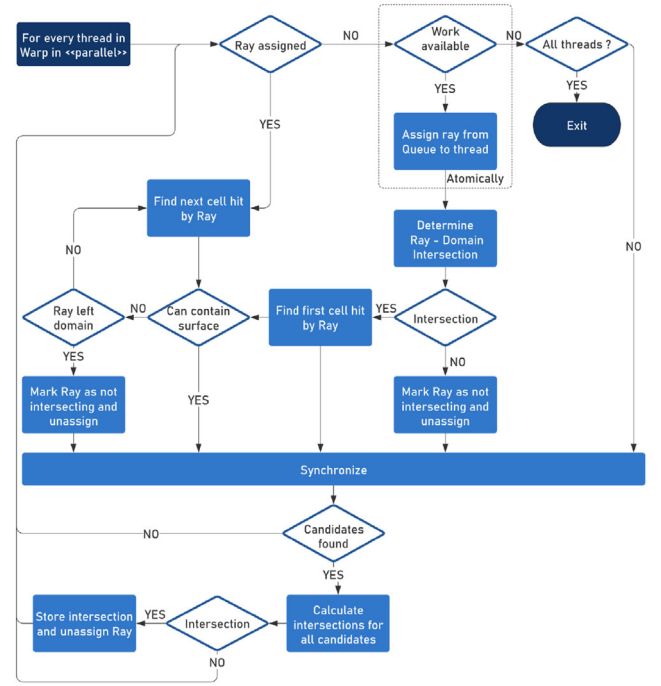 For every thread in
Warp in <<parallel>>
Ray assigned
NO
Work
available
NO
All threads ?
YES
YES
YES
Assign ray from
Queue to thread
Exit
Atomically
Find next cell hit
by Ray
Determine
Ray - Domain
Intersection
NO
NO
Ray left
domain
NO
Can contain
surface
Find first cell hit
by Ray
YES
Intersection
YES
YES
NO
Mark Ray as not
intersecting and
unassign
Mark Ray as not
intersecting and
unassign
Synchronize
NO
Candidates
found
YES
Store intersection
and unassign Ray
YES
Intersection
Calculate
intersections for
all candidates
NO